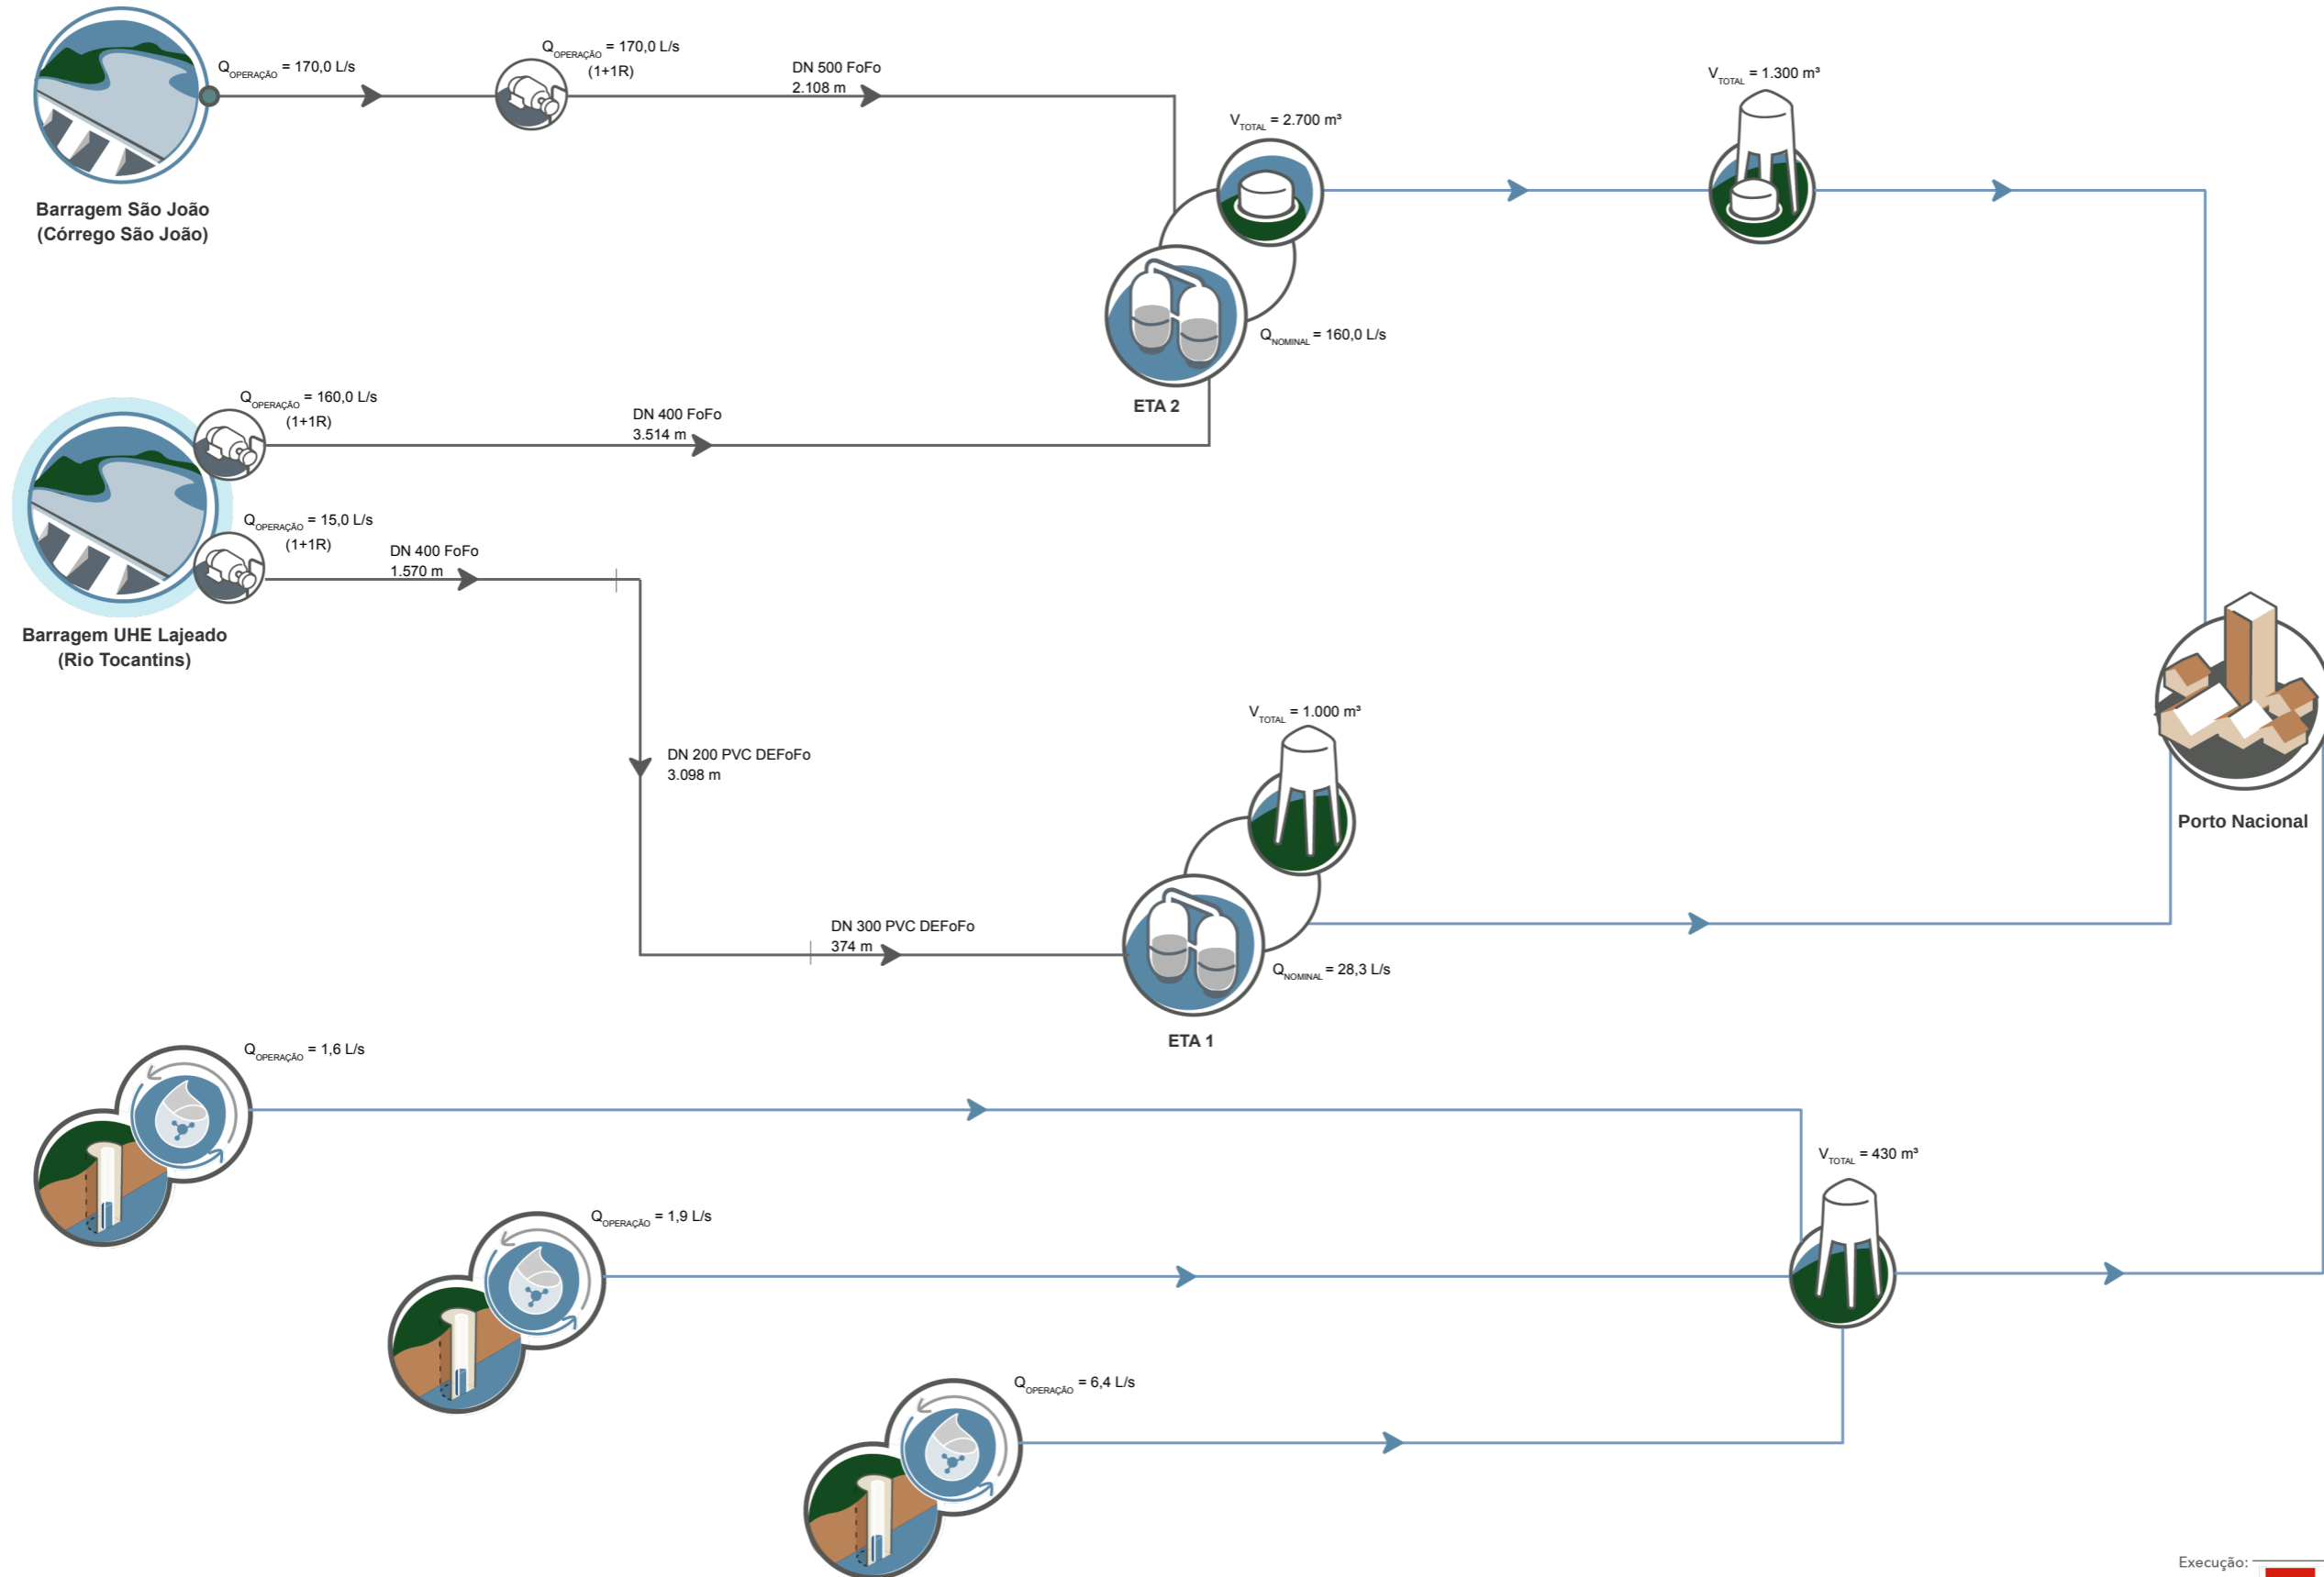 Q OPERAÇÃO = 170,0 L/s
Q OPERAÇÃO = 170,0 L/s
(1+1R)
DN 500 FoFo
2.108 m
V TOTAL = 1.300 m³
V TOTAL = 2.700 m³
Barragem São João
(Córrego São João)
Q NOMINAL = 160,0 L/s
ETA 2
Q OPERAÇÃO = 160,0 L/s
(1+1R)
DN 400 FoFo
3.514 m
Q OPERAÇÃO = 15,0 L/s
(1+1R)
DN 400 FoFo
1.570 m
Barragem UHE Lajeado
(Rio Tocantins)
DN 200 PVC DEFoFo
3.098 m
V TOTAL = 1.000 m³
Porto Nacional
DN 300 PVC DEFoFo
374 m
Q NOMINAL = 28,3 L/s
ETA 1
Q OPERAÇÃO = 1,6 L/s
V TOTAL = 430 m³
Q OPERAÇÃO = 1,9 L/s
Q OPERAÇÃO = 6,4 L/s
Execução: